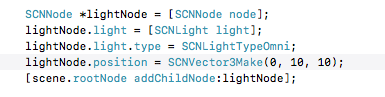 SCNNode *lightNode = [SCNNode node];
lightNode.light = [SCNLight light];
lightNode.light.type = SCNLightTypeOmni;
lightNode.position = SCNVector3Make(0, 10, 10);
[scene.rootNode addChildNode:lightNode];